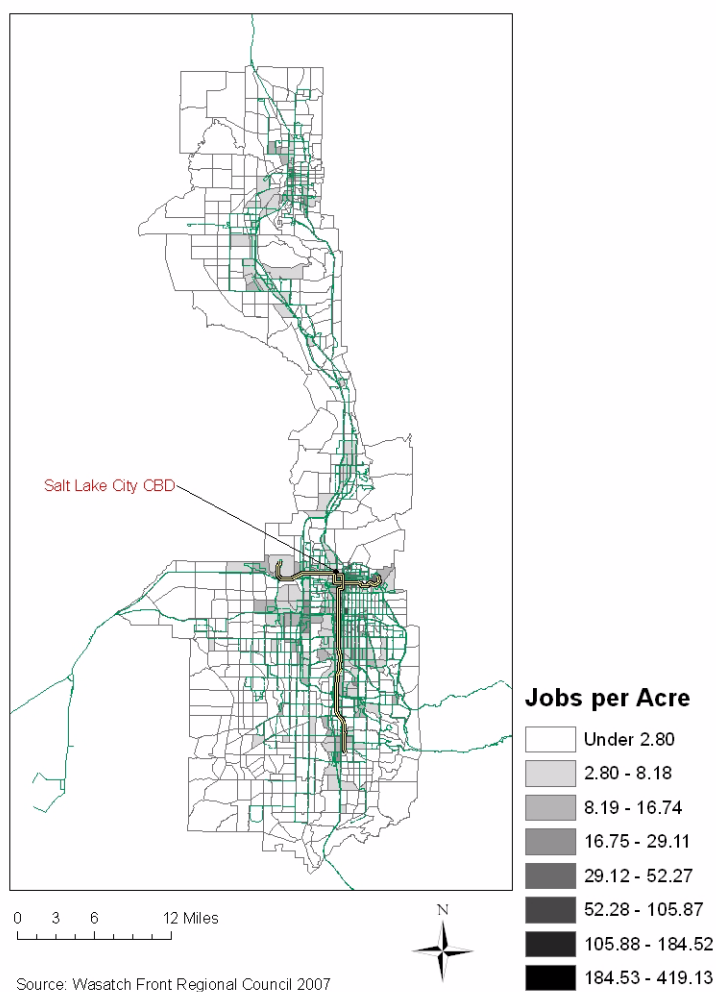 Salt Lake City CBD
Jobs per Acre
Under 2.80
2.80 - 8.18
8.19 - 16.74
16.75 - 29.11
29.12 - 52.27
52.28 - 105.87
105.88 - 184.52
184.53 - 419.13
0 3 6 12 Miles
N
Source: Wasatch Front Regional Council 2007